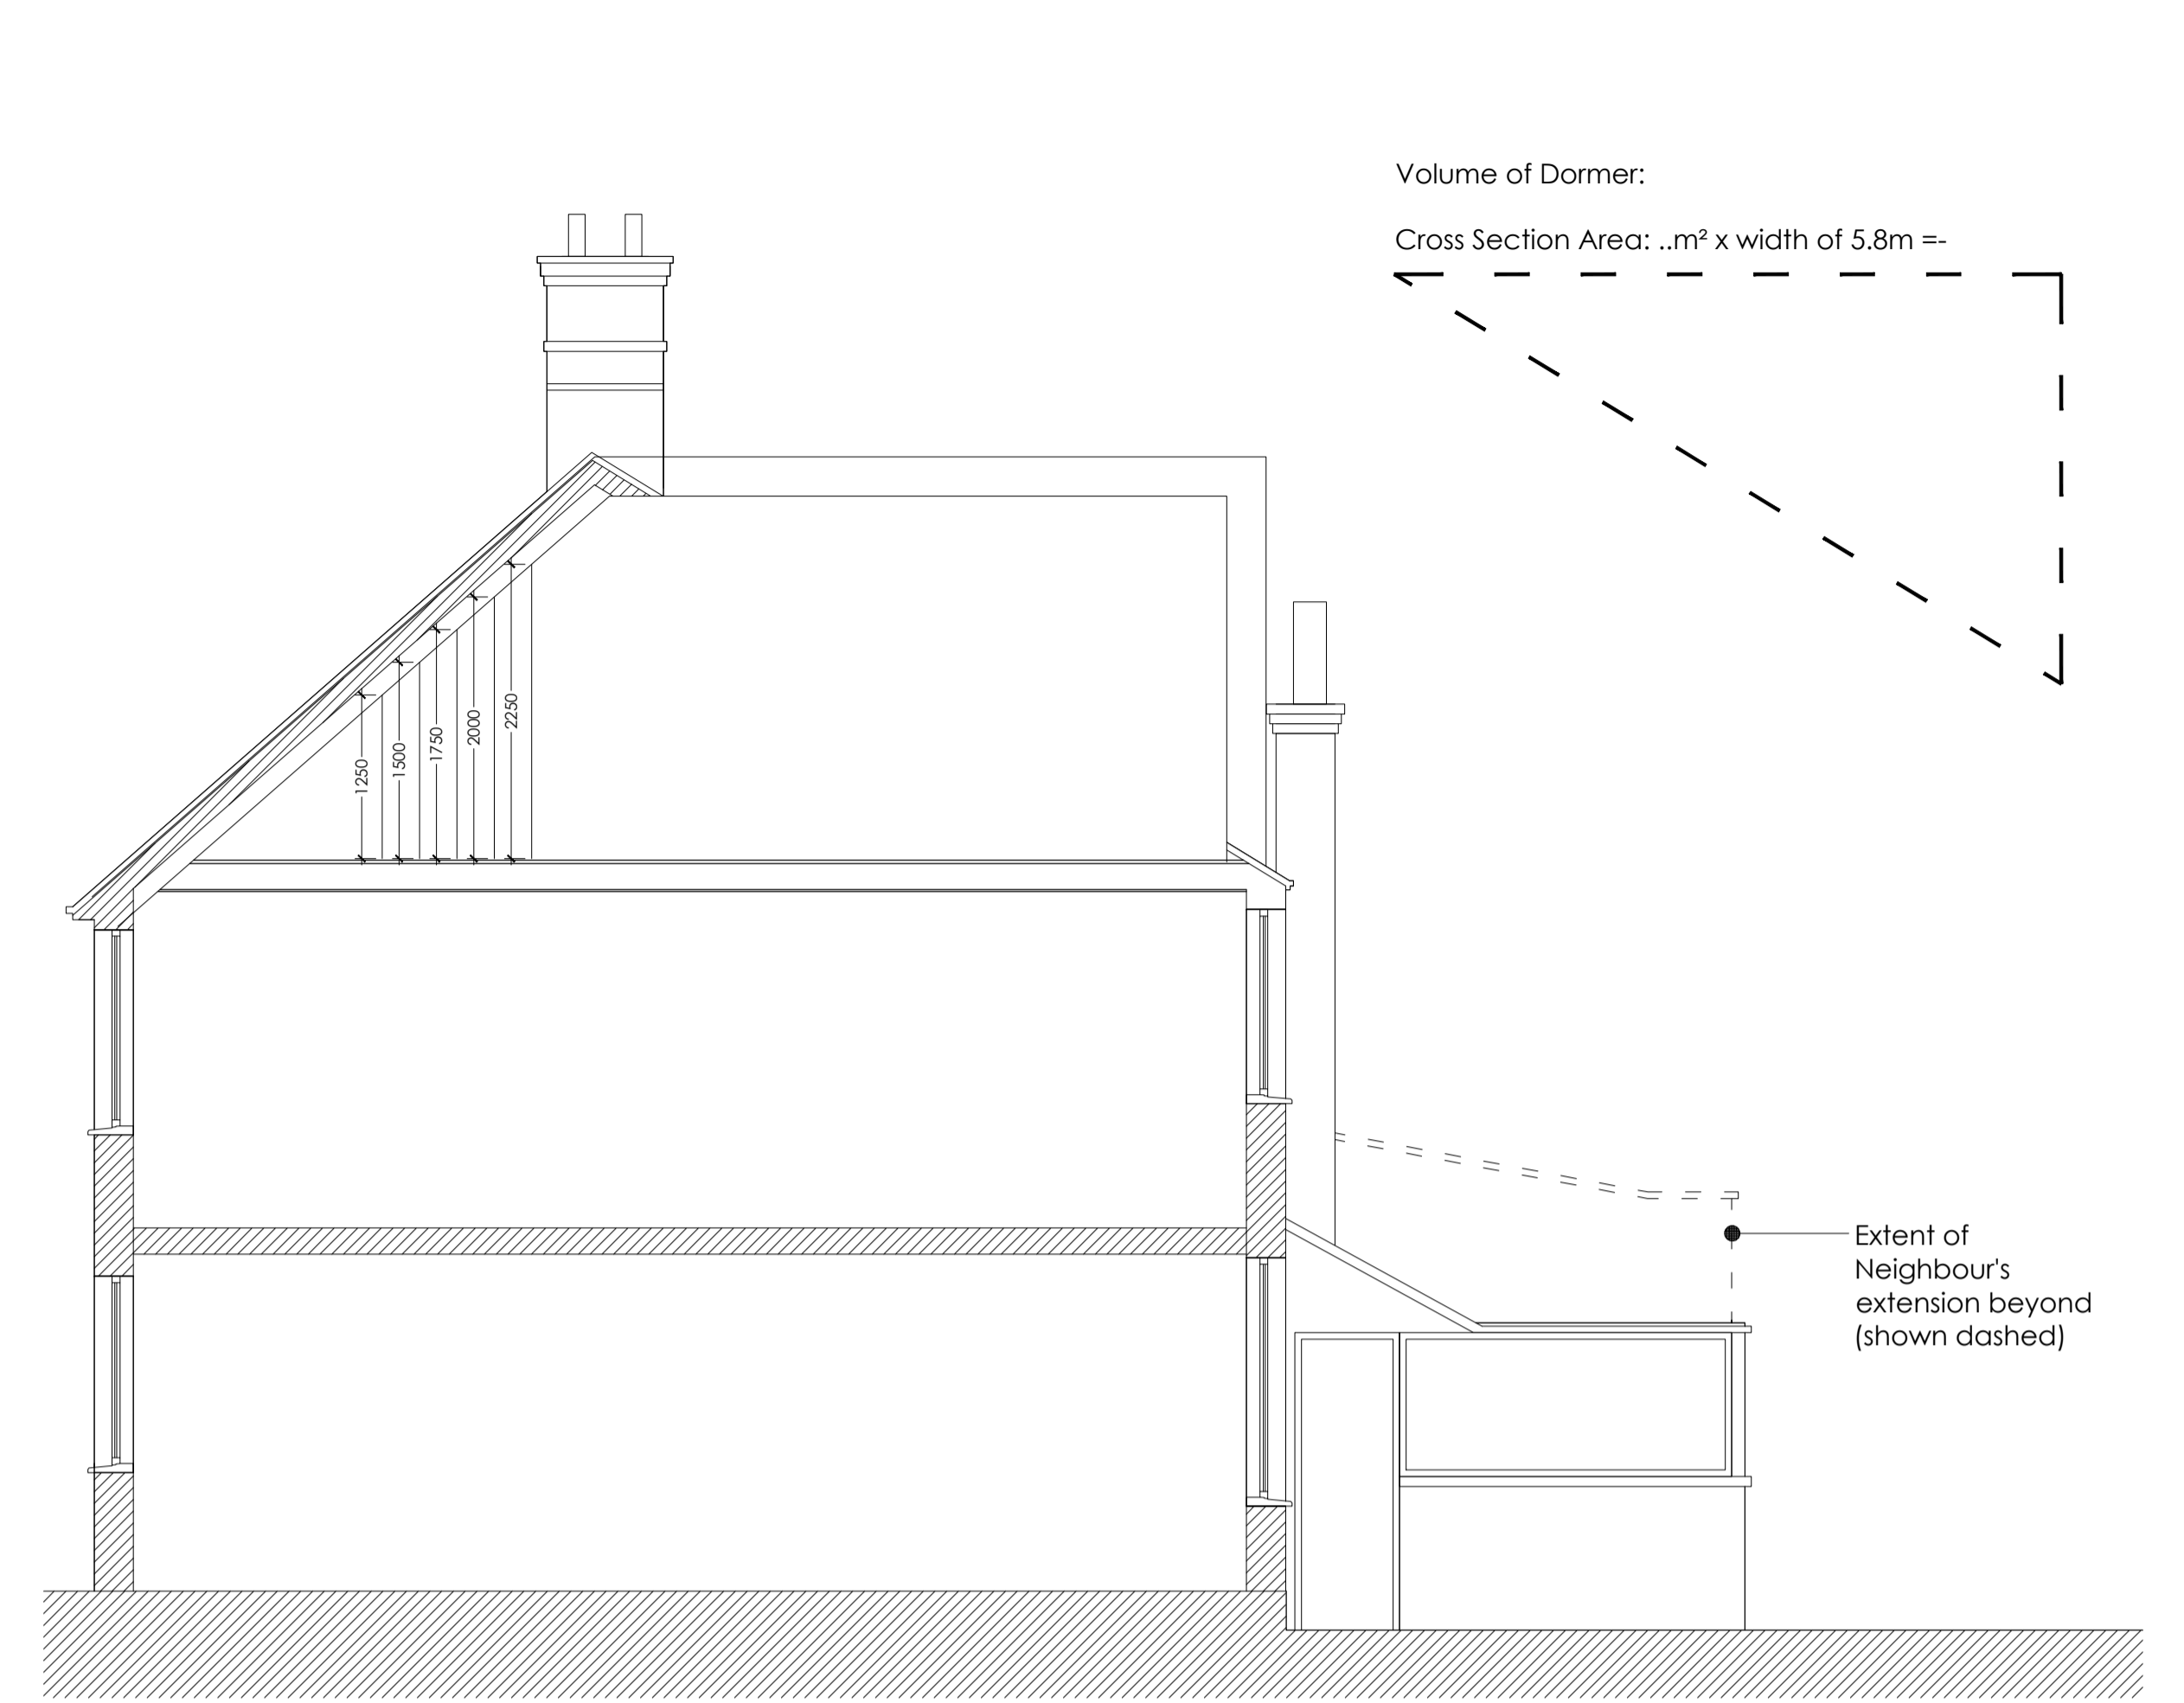 Volume of Dormer:
Cross Section Area: ..m² x width of 5.8m =-
1250
1500
1750
2000
2250
Extent of
Neighbour's
extension beyond
(shown dashed)